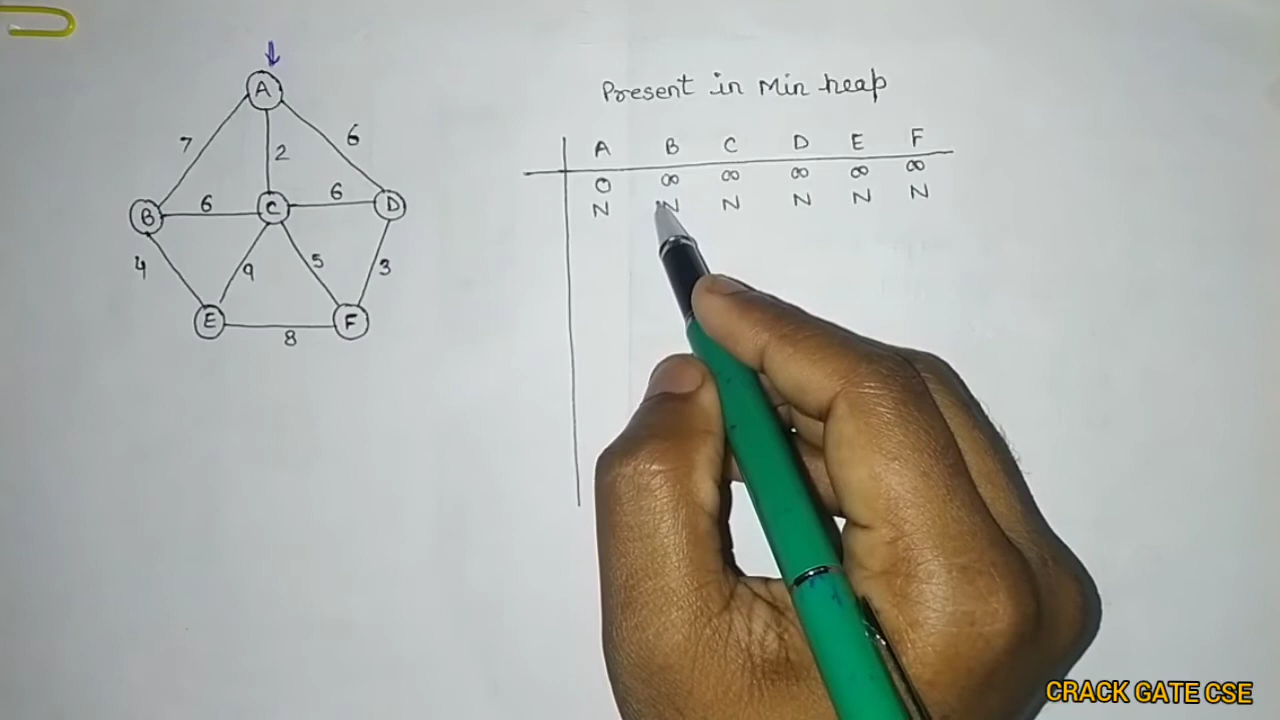 A
7
2
6
B
6
C
6
D
4
9
5
3
E
8
F
Present in Min heap
A B C D E F
0 ∞ ∞ ∞ ∞ ∞
N N N N N N
CRACK GATE CSE